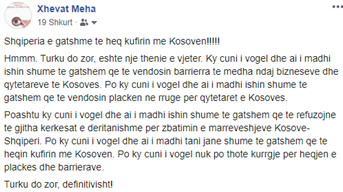 Xhevat Meha
19 Shkurt ·
Shqiperia e gatshme te heq kufirin me Kosoven!!!!!
Hmmm. Turku do zor, eshte nje thenie e vjeter. Ky cuni i vogel dhe ai i madhi
ishin shume te gatshem qe te vendosin barrierra te medha ndaj bizneseve dhe
qytetareve te Kosoves. Po ky cuni i vogel dhe ai i madhi ishin shume te
gatshem qe te vendosin placken ne rruge per qytetaret e Kosoves.
Poashtu ky cuni i vogel dhe ai i madhi ishin shume te gatshem qe te refuzojne
te gjitha kerkesat e deritanishme per zbatimin e marreveshjeve Kosove-
Shqiperi. Po ky cuni i vogel dhe ai i madhi tani jane shume te gatshem qe te
heqin kufirin me Kosoven. Po ky cuni i vogel nuk po thote kurrgje per heqjen e
plackes dhe barrierave.
Turku do zor, definitivisht!